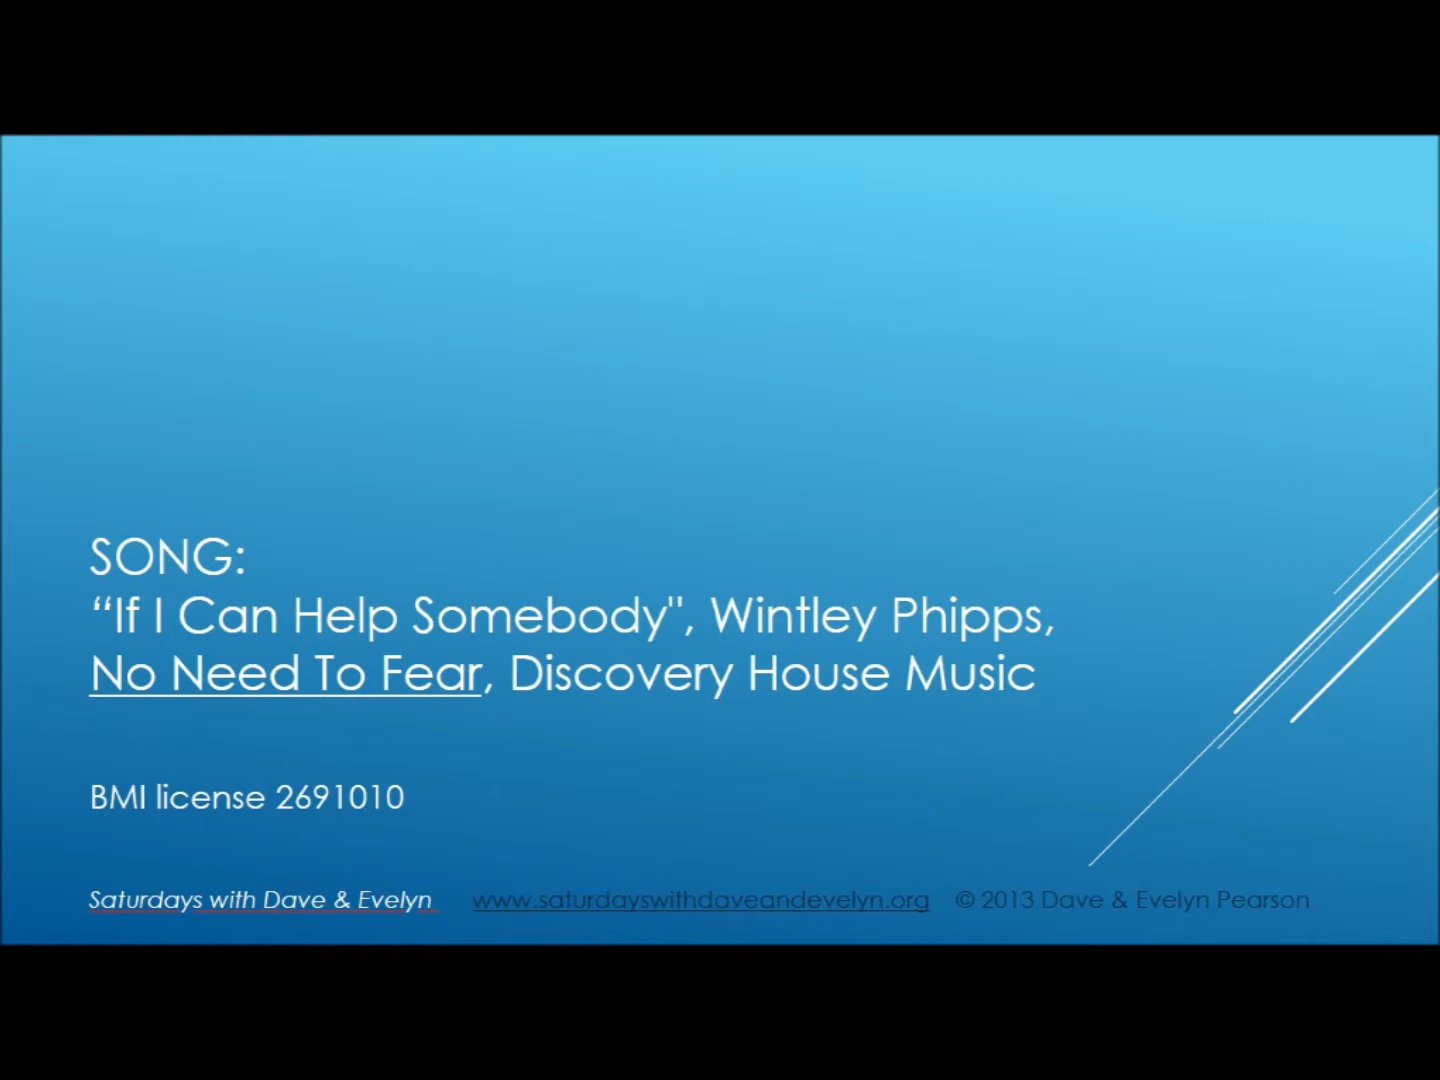 SONG:
“If I Can Help Somebody", Wintley Phipps,
No Need To Fear, Discovery House Music
BMI license 2691010
Saturdays with Dave & Evelyn www.saturdayswithdaveandevelyn.org © 2013 Dave & Evelyn Pearson